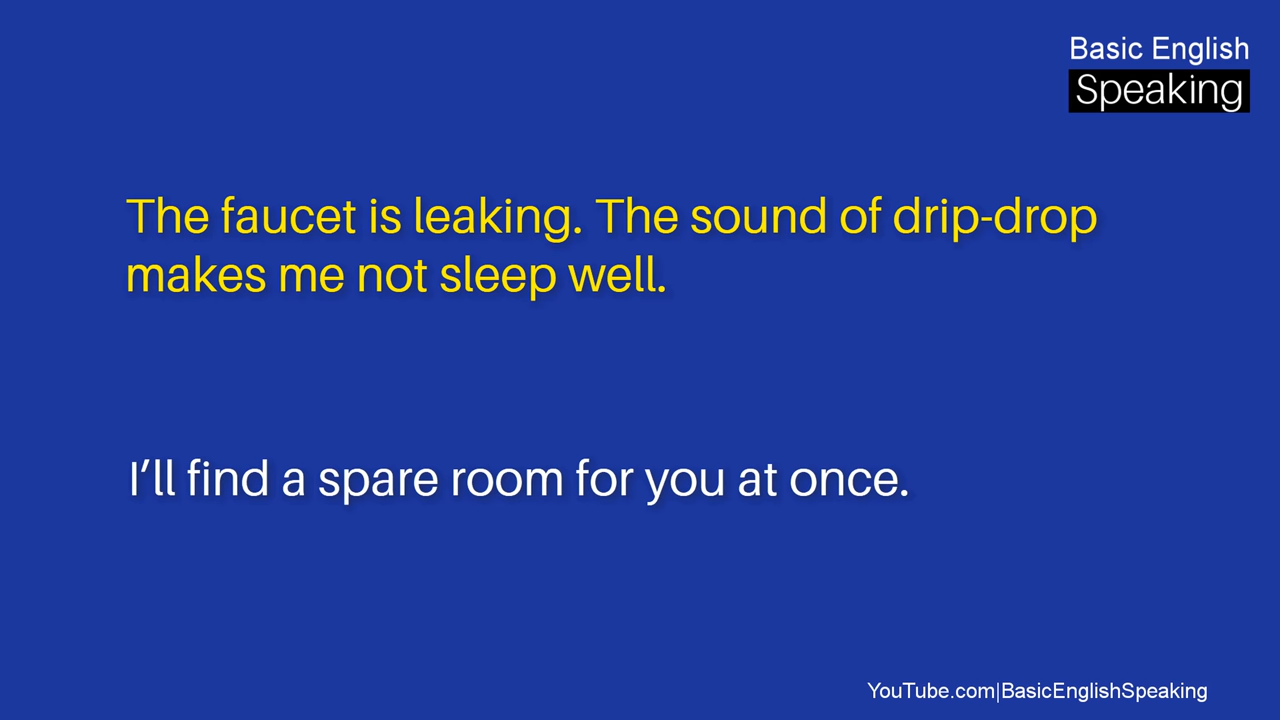 Basic English
Speaking
The faucet is leaking. The sound of drip-drop
makes me not sleep well.
I’ll find a spare room for you at once.
YouTube.com|BasicEnglishSpeaking